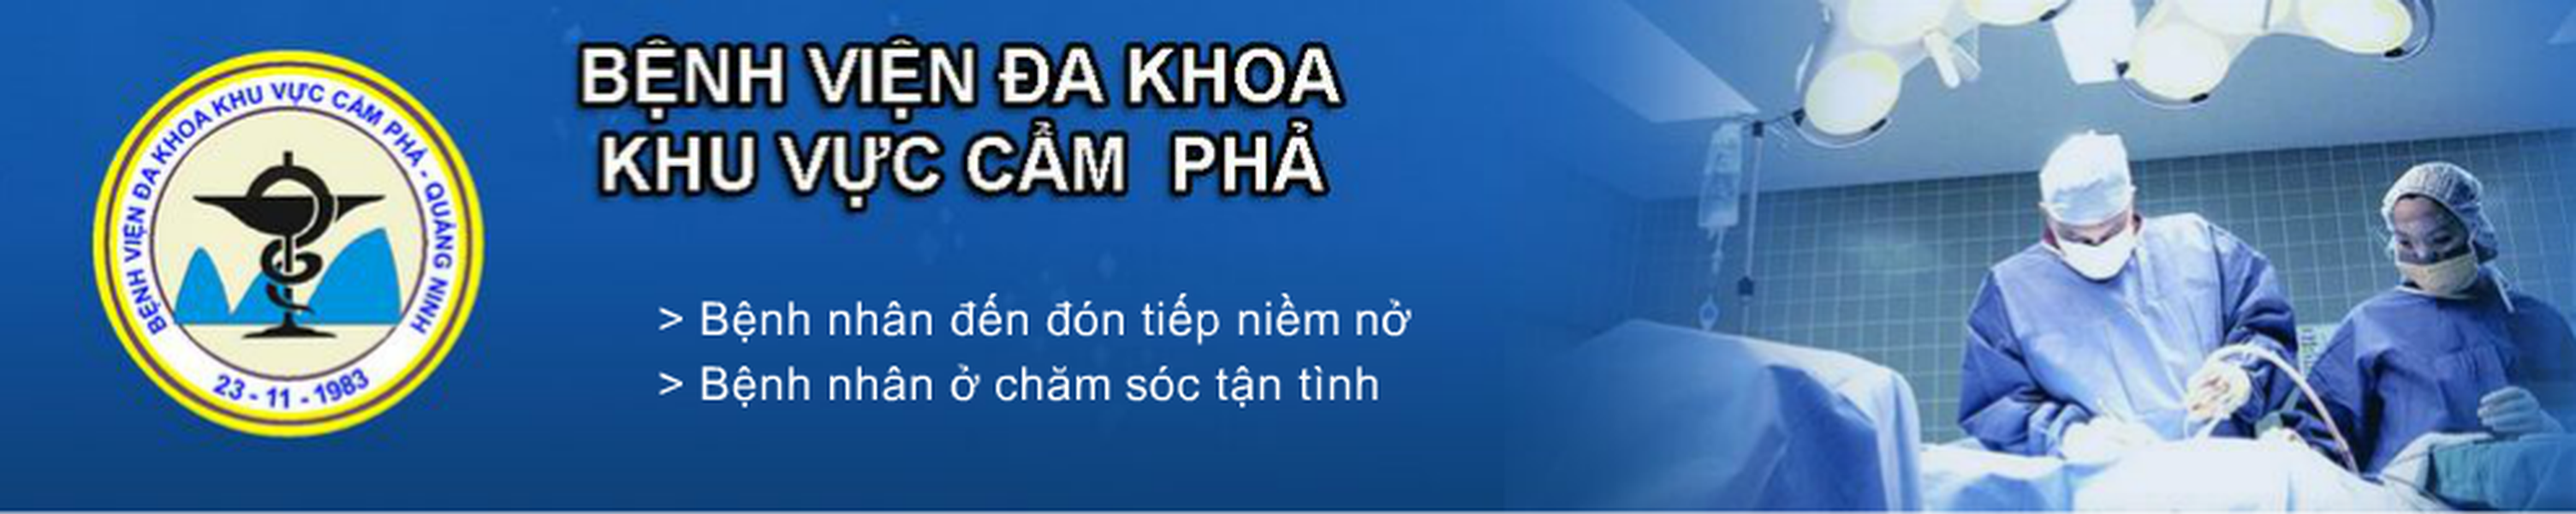 BỆNH VIỆN ĐA KHOA KHU VỰC CẨM PHẢ - QUẢNG NINH
23 - 11 - 1983
BỆNH VIỆN ĐA KHOA
KHU VỰC CẨM PHẢ
> Bệnh nhân đến đón tiếp niềm nở
> Bệnh nhân ở chăm sóc tận tình